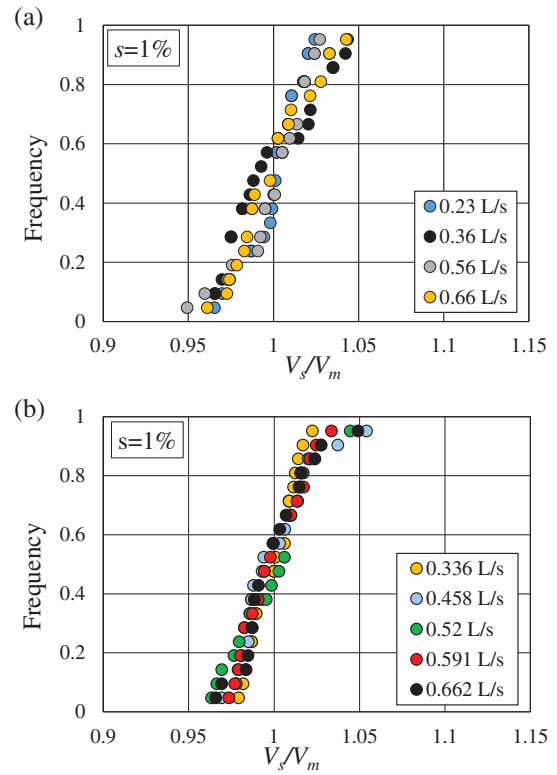 (a)
1
s=1%
0.8
0.6
Frequency
0.4
0.23 L/s
0.36 L/s
0.2
0.56 L/s
0.66 L/s
0
0.9 0.95 1 1.05 1.1 1.15
Vs/Vm
(b)
1
s=1%
0.8
0.6
Frequency
0.336 L/s
0.4
0.458 L/s
0.52 L/s
0.2
0.591 L/s
0.662 L/s
0
0.9 0.95 1 1.05 1.1 1.15
Vs/Vm